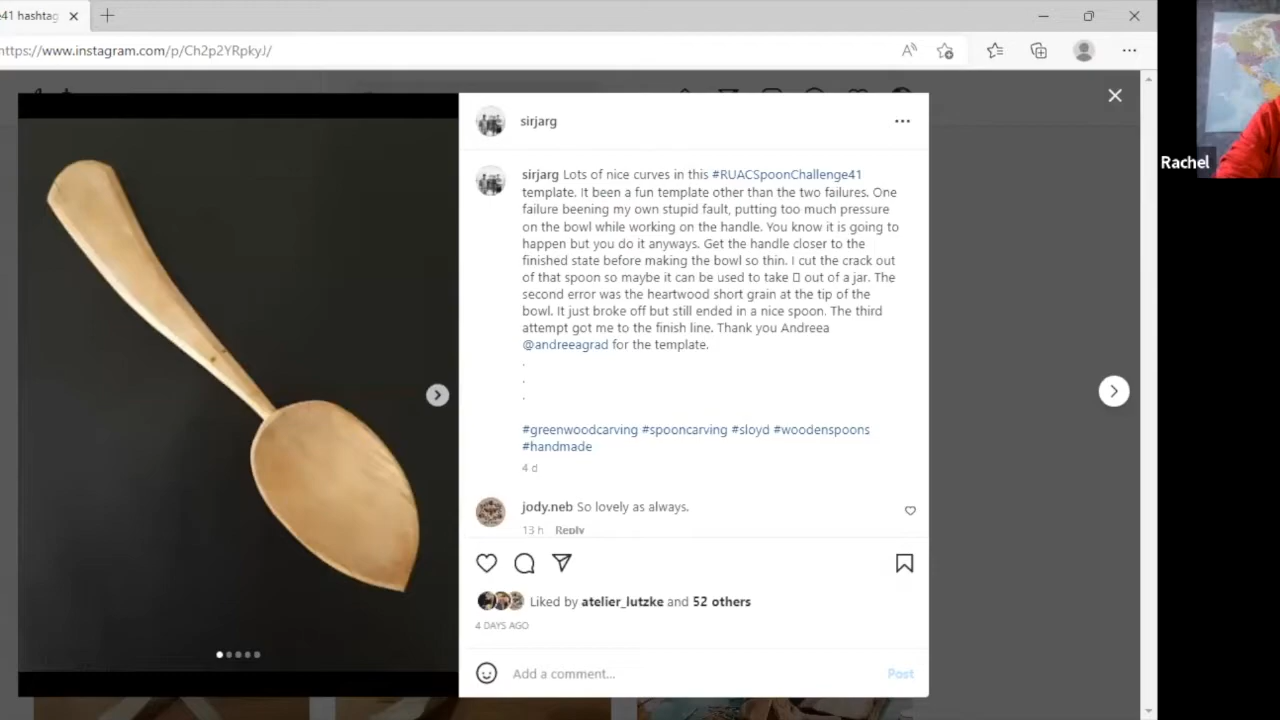 e41 hashtag
https://www.instagram.com/p/Ch2p2YRpkyJ/
Rachel
sirjarg
sirjarg Lots of nice curves in this #RUACSpoonChallenge41
template. It been a fun template other than the two failures. One
failure beening my own stupid fault, putting too much pressure
on the bowl while working on the handle. You know it is going to
happen but you do it anyways. Get the handle closer to the
finished state before making the bowl so thin. I cut the crack out
of that spoon so maybe it can be used to take ▯ out of a jar. The
second error was the heartwood short grain at the tip of the
bowl. It just broke off but still ended in a nice spoon. The third
attempt got me to the finish line. Thank you Andreea
@andreeagrad for the template.
.
.
.
#greenwoodcarving #spooncarving #sloyd #woodenspoons
#handmade
4 d
jody.neb So lovely as always.
13 h Reply
Liked by atelier_lutzke and 52 others
4 DAYS AGO
Add a comment...
Post